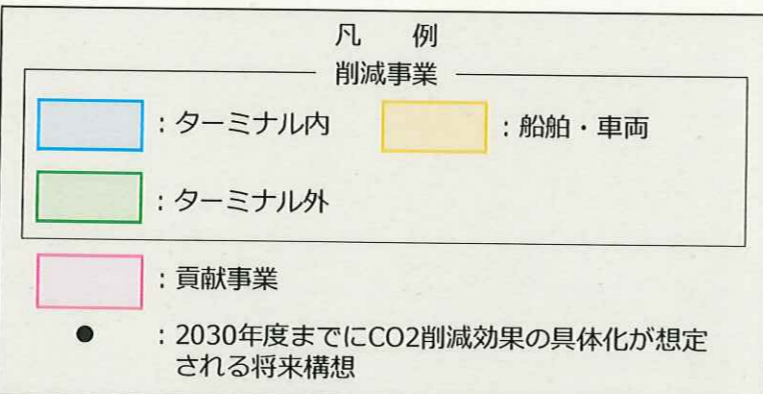 凡　例
削減事業
：ターミナル内　：船舶・車両
：ターミナル外
：貢献事業
●　：2030年度までにCO2削減効果の具体化が想定
される将来構想